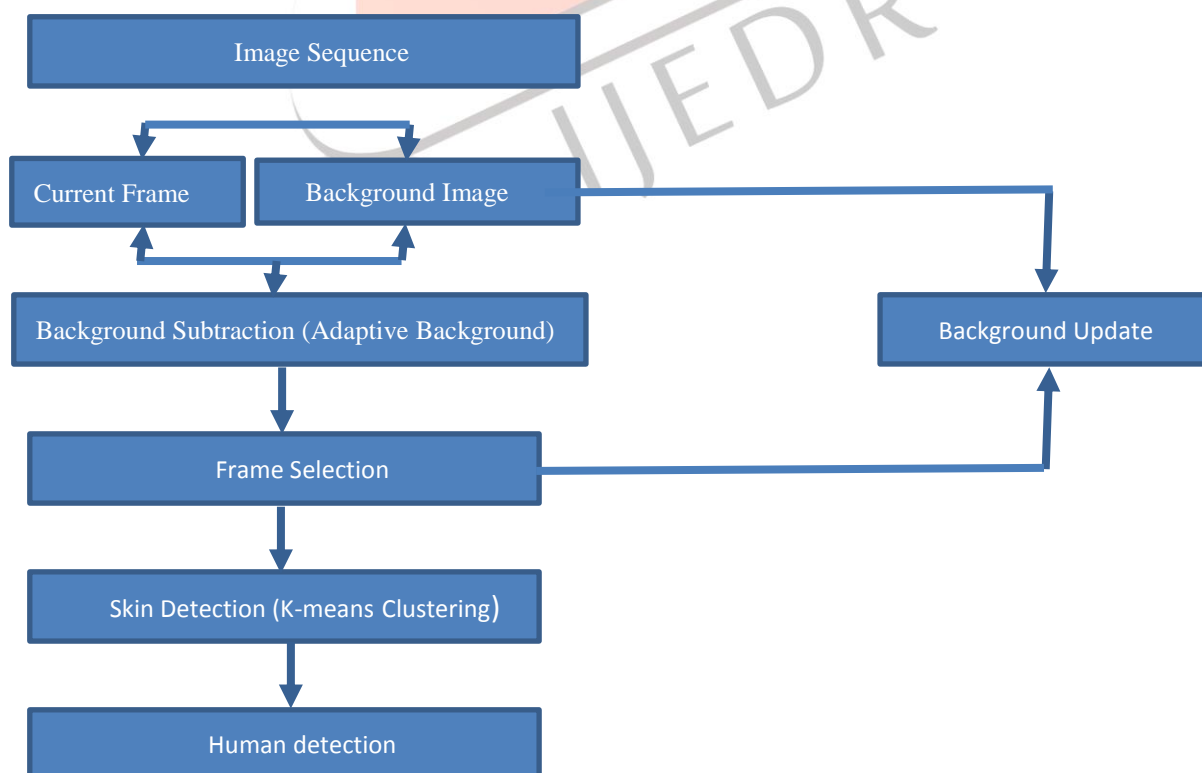 Image Sequence
IJEDR
Current Frame
Background Image
Background Subtraction (Adaptive Background)
Background Update
Frame Selection
Skin Detection (K-means Clustering)
Human detection